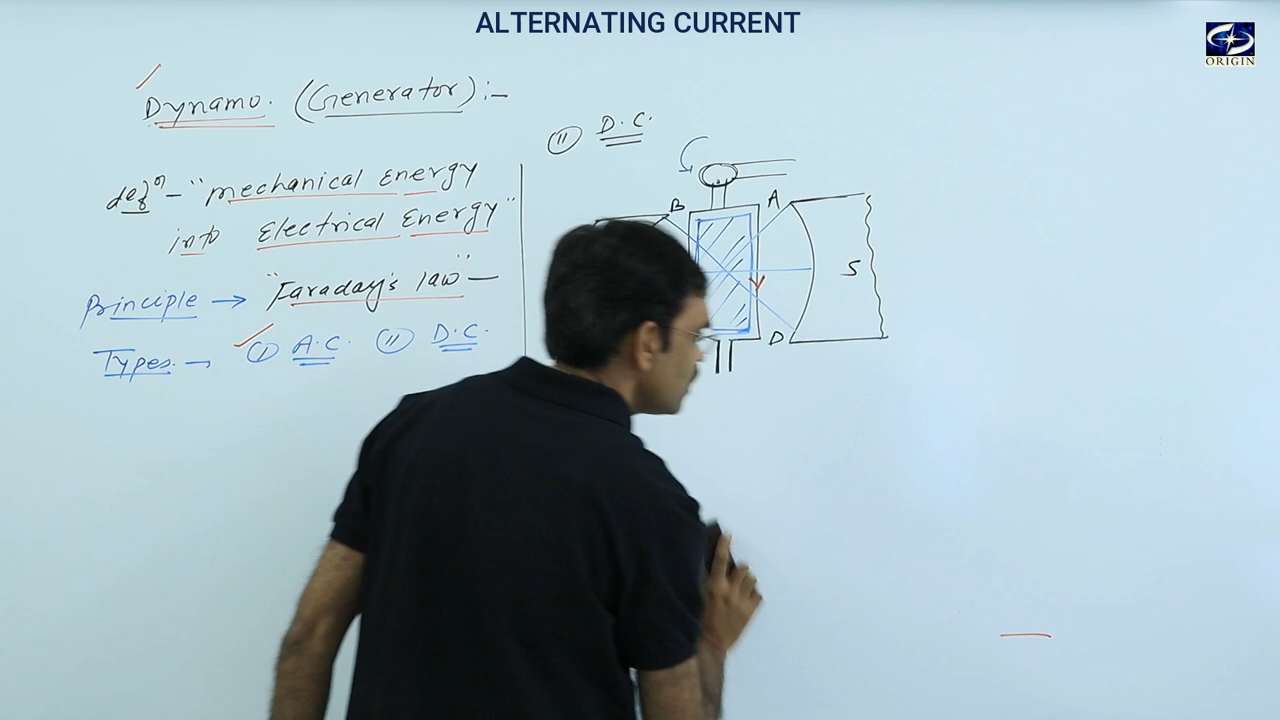 ALTERNATING CURRENT
ORIGIN
Dynamo. (Generator):-
defⁿ - "mechanical energy
into Electrical Energy"
Principle → "Faraday's law" -
Types. → (I) A.C. (II) D.C.
(II) D.C.
B A
S
D